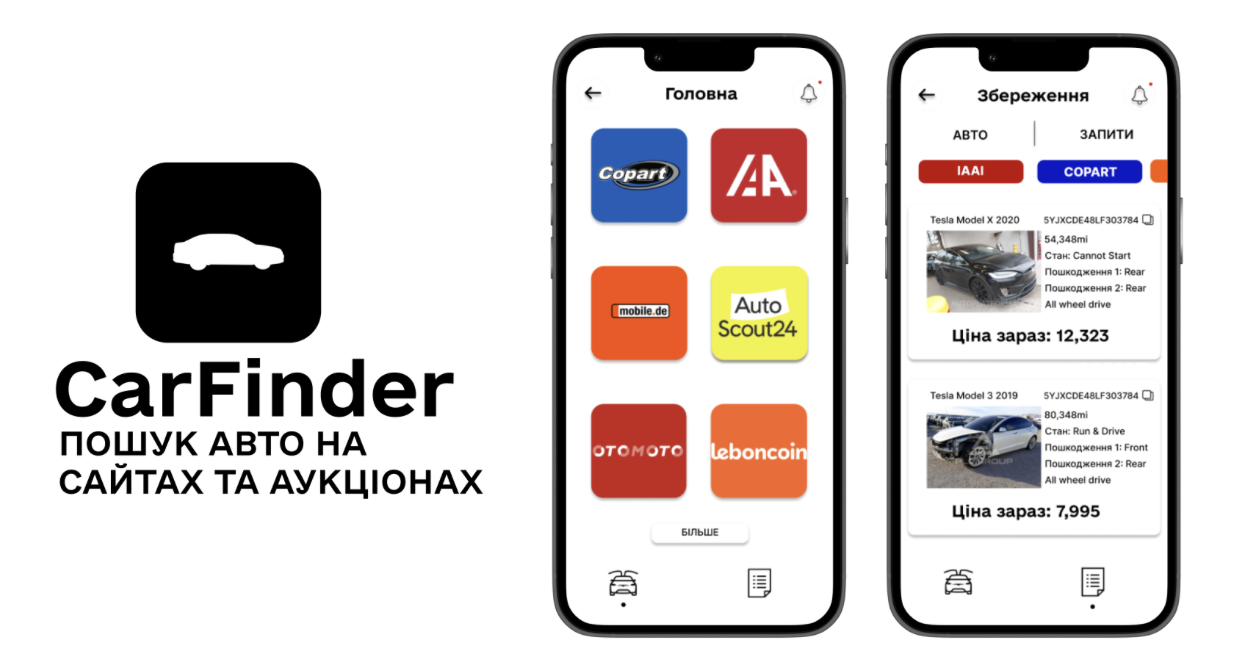 CarFinder
ПОШУК АВТО НА
САЙТАХ ТА АУКЦІОНАХ
Головна
Copart
IAA
mobile.de
Auto
Scout24
OTOMOTO
leboncoin
БІЛЬШЕ
Збереження
АВТО
ЗАПИТИ
IAAI
COPART
Tesla Model X 2020
5YJXCDE48LF303784
54,348mi
Стан: Cannot Start
Пошкодження 1: Rear
Пошкодження 2: Rear
All wheel drive
Ціна зараз: 12,323
Tesla Model 3 2019
5YJXCDE48LF303784
80,348mi
Стан: Run & Drive
Пошкодження 1: Front
Пошкодження 2: Rear
All wheel drive
Ціна зараз: 7,995